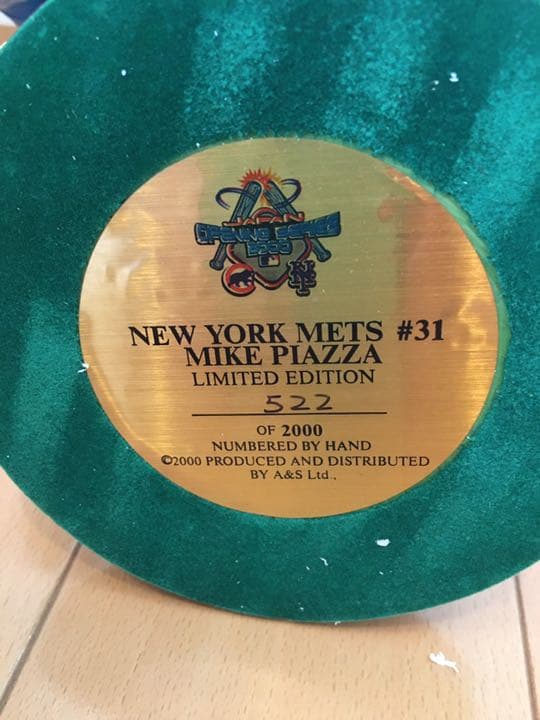 JAPAN
OPENING SERIES
2000
NY
NEW YORK METS #31
MIKE PIAZZA
LIMITED EDITION
522
OF 2000
NUMBERED BY HAND
©2000 PRODUCED AND DISTRIBUTED
BY A&S Ltd.,